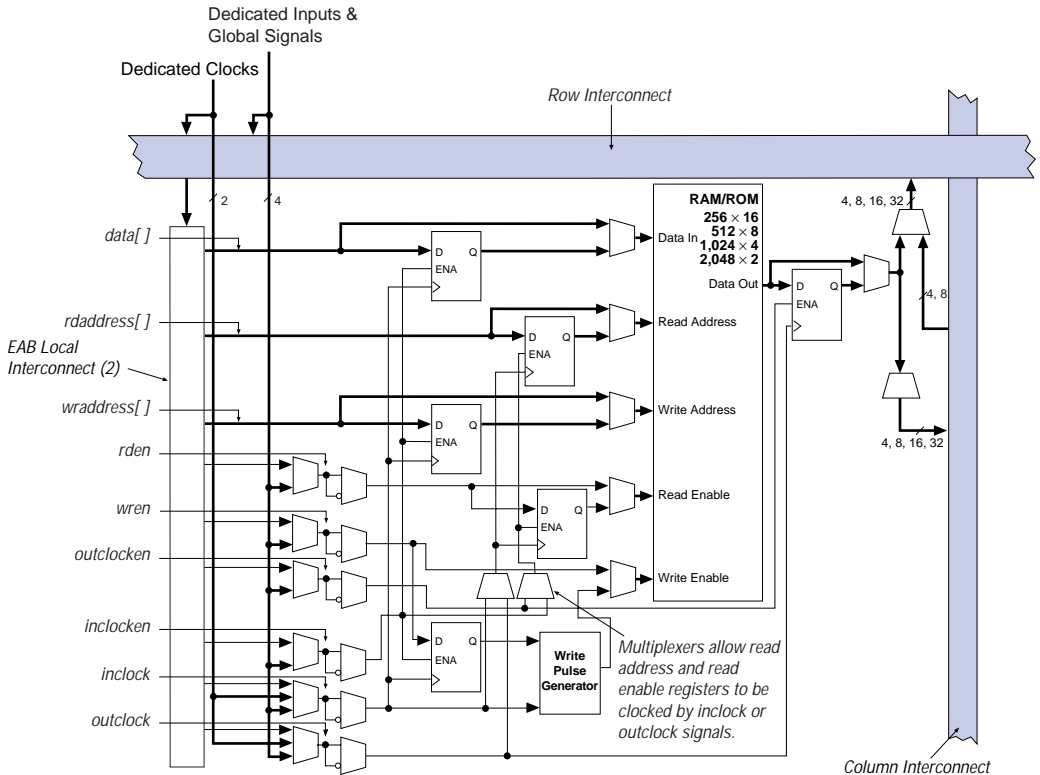 Dedicated Inputs &
Global Signals
Dedicated Clocks
Row Interconnect
2
4
4, 8, 16, 32
RAM/ROM
256 × 16
512 × 8
1,024 × 4
2,048 × 2
data[ ]
D
Q
ENA
Data In
Data Out
D
Q
ENA
4, 8
rdaddress[ ]
D
Q
ENA
Read Address
EAB Local
Interconnect (2)
wraddress[ ]
D
Q
ENA
Write Address
4, 8, 16, 32
rden
D
Q
ENA
Read Enable
wren
outclocken
Write Enable
inclocken
D
Q
ENA
Write
Pulse
Generator
Multiplexers allow read
address and read
enable registers to be
clocked by inclock or
outclock signals.
inclock
outclock
Column Interconnect